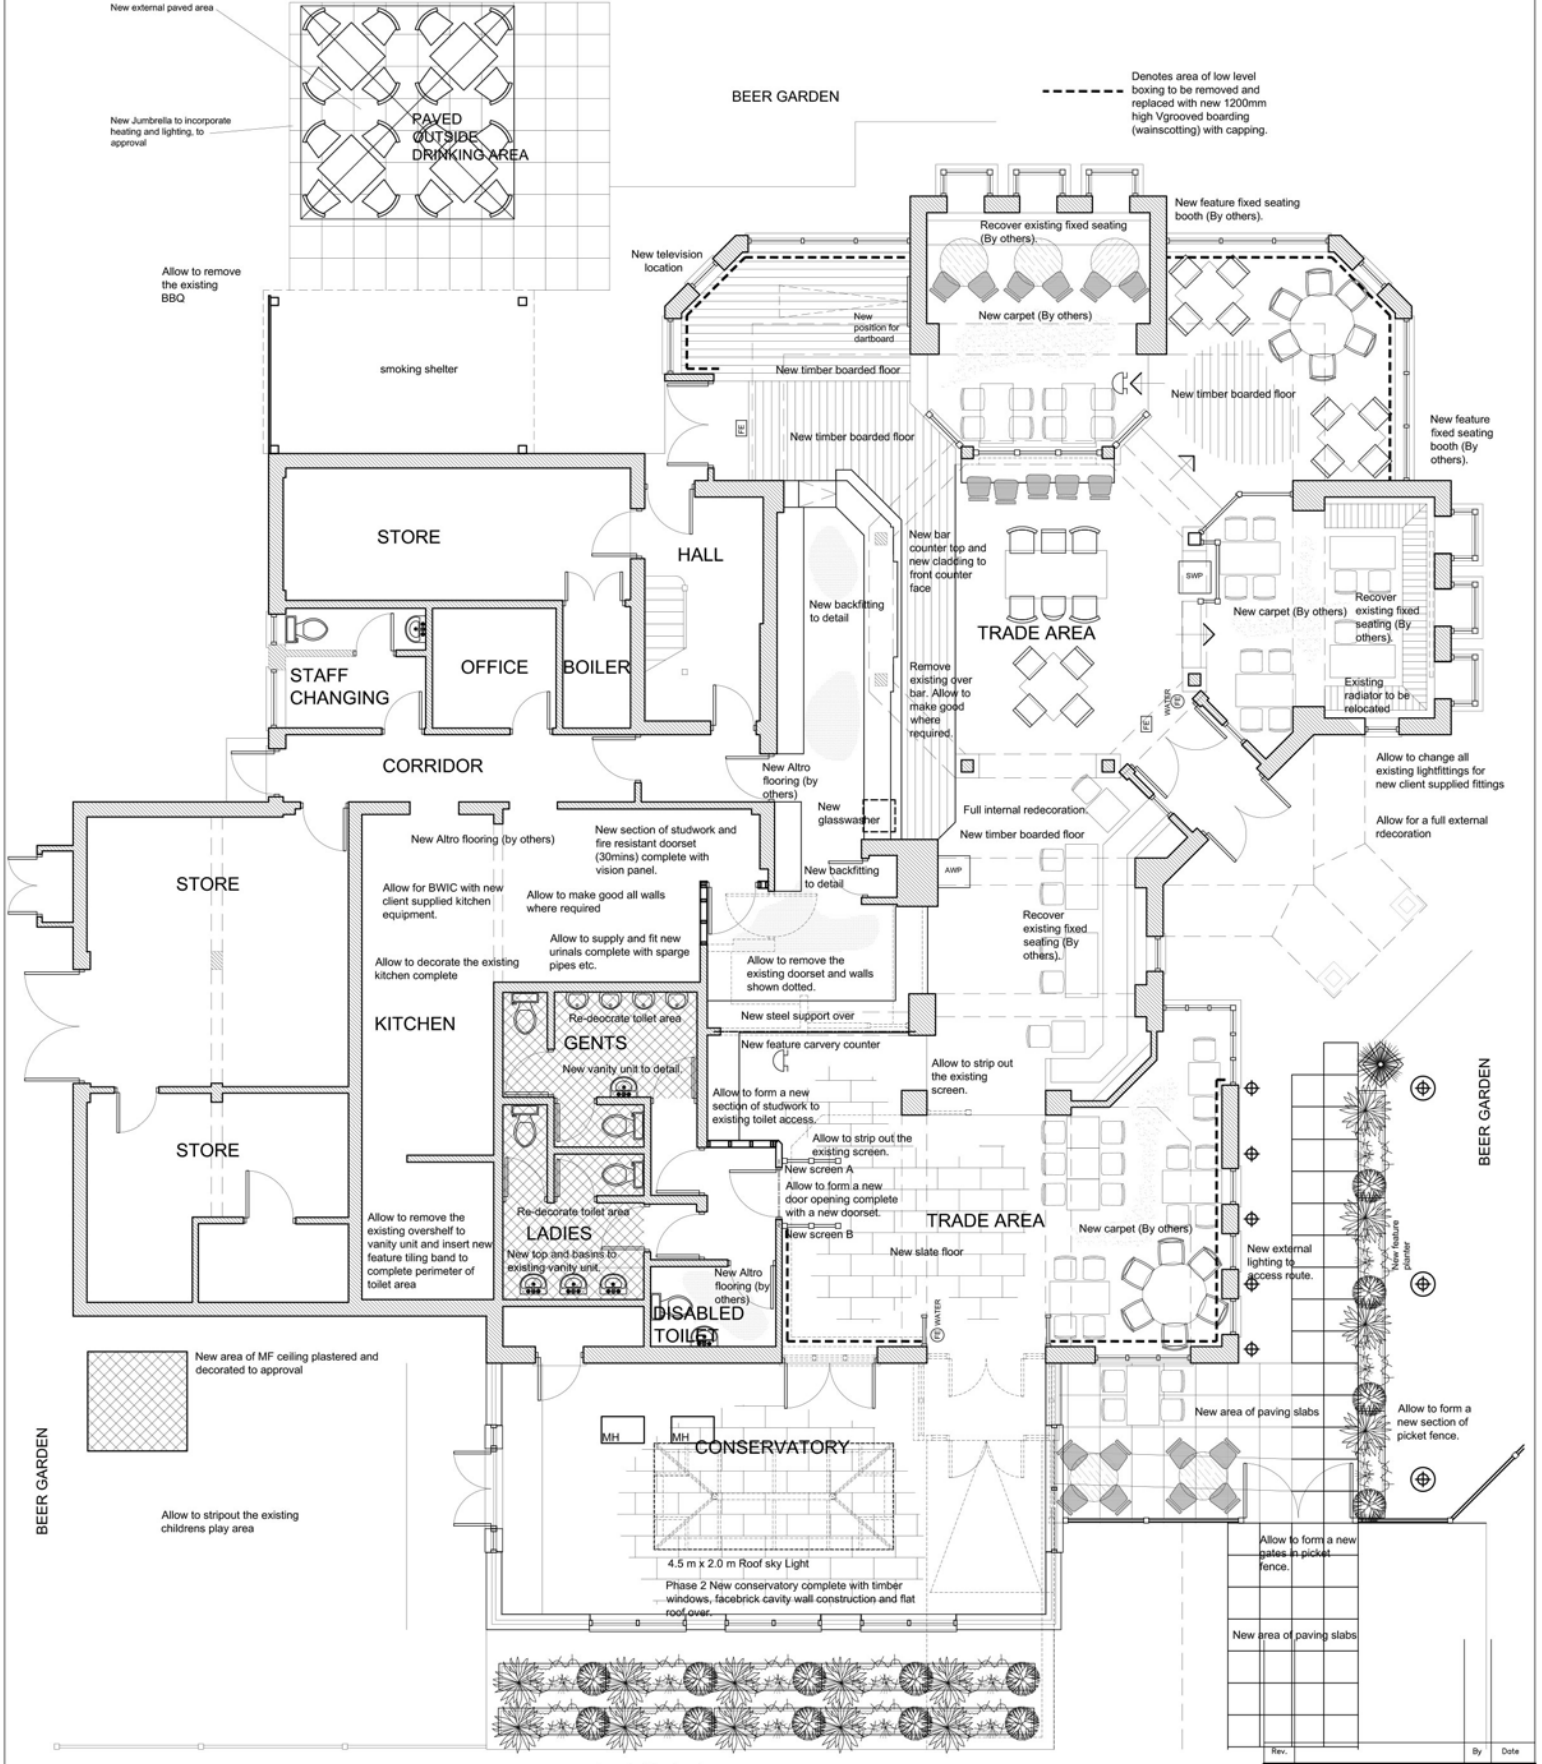 New external paved area
New Jumbrella to incorporate
heating and lighting, to
approval
PAVED
OUTSIDE
DRINKING AREA
BEER GARDEN
Denotes area of low level
boxing to be removed and
replaced with new 1200mm
high Vgrooved boarding
(wainscotting) with capping.
New feature fixed seating
booth (By others).
Recover existing fixed seating
(By others).
New television
location
Allow to remove
the existing
BBQ
New
position for
dartboard
New carpet (By others)
smoking shelter
New timber boarded floor
New timber boarded floor
New timber boarded floor
FE
New feature
fixed seating
booth (By
others).
STORE
HALL
New bar
counter top and
new cladding to
front counter
face
SWP
New backfitting
to detail
TRADE AREA
New carpet (By others)
Recover
existing fixed
seating (By
others).
STAFF
CHANGING
OFFICE
BOILER
Remove
existing over
bar. Allow to
make good
where
required.
Existing
radiator to be
relocated
WATER
FE
FE
CORRIDOR
New Altro
flooring (by
others)
Allow to change all
existing lightfittings for
new client supplied fittings
New
glasswasher
Full internal redecoration.
New timber boarded floor
Allow for a full external
rdecoration
New Altro flooring (by others)
New section of studwork and
fire resistant doorset
(30mins) complete with
vision panel.
STORE
Allow for BWIC with new
client supplied kitchen
equipment.
Allow to make good all walls
where required
New backfitting
to detail
AWP
Recover
existing fixed
seating (By
others).
Allow to supply and fit new
urinals complete with sparge
pipes etc.
Allow to decorate the existing
kitchen complete
Allow to remove the
existing doorset and walls
shown dotted.
KITCHEN
Re-deocrate toilet area
GENTS
New vanity unit to detail.
New steel support over
New feature carvery counter
Allow to strip out
the existing
screen.
Allow to form a new
section of studwork to
existing toilet access.
BEER GARDEN
STORE
Allow to strip out the
existing screen.
New screen A
Allow to form a new
door opening complete
with a new doorset.
New screen B
TRADE AREA
New carpet (By others)
New slate floor
Allow to remove the
existing overshelf to
vanity unit and insert new
feature tiling band to
complete perimeter of
toilet area
Re-decorate toilet area
LADIES
New top and basins to
existing vanity unit.
New Altro
flooring (by
others)
DISABLED
TOILET
New external
lighting to
access route.
New feature
planter
FE
WATER
New area of MF ceiling plastered and
decorated to approval
BEER GARDEN
Allow to stripout the existing
childrens play area
MH
MH
CONSERVATORY
New area of paving slabs
Allow to form a
new section of
picket fence.
4.5 m x 2.0 m Roof sky Light
Phase 2 New conservatory complete with timber
windows, facebrick cavity wall construction and flat
roof over.
Allow to form a new
gates in picket
fence.
New area of paving slabs
Rev.
By
Date